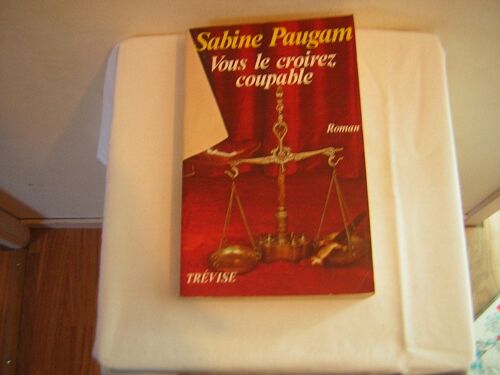 Sabine Paugam
Vous le croirez
coupable
Roman
TRÉVISE